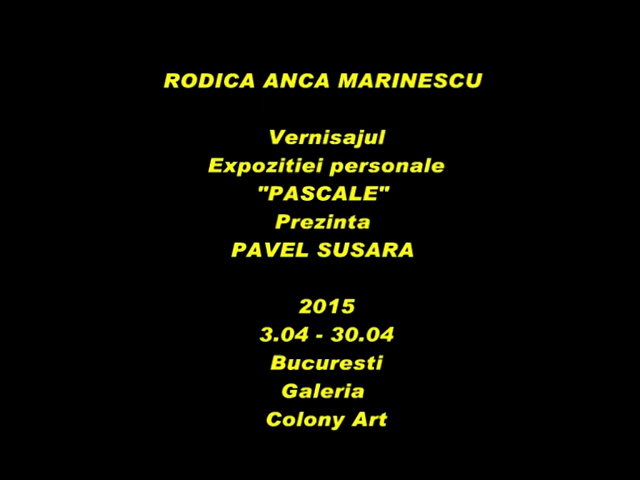 RODICA ANCA MARINESCU
Vernisajul
Expozitiei personale
"PASCALE"
Prezinta
PAVEL SUSARA
2015
3.04 - 30.04
Bucuresti
Galeria
Colony Art